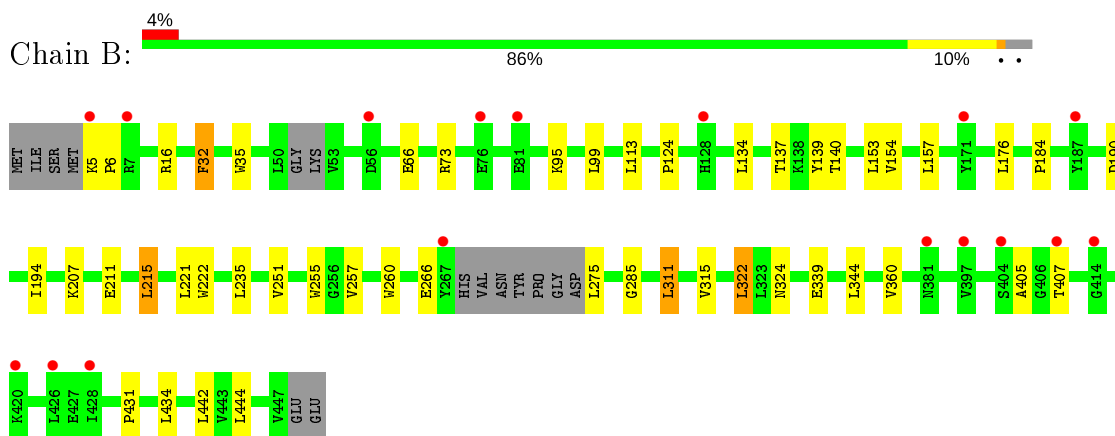 4%
Chain B:
86% 10% • •
MET ILE SER MET K5 P6 R7 R16 F32 W35 L50 GLY LYS V53 D56 E66 R73 E76 E81 K95 L99 L113 P124 H128 L134 T137 K138 Y139 T140 L153 V154 L157 Y171 L176 P184 Y187
I194 K207 E211 L215 L221 W222 L235 V251 W255 G256 V257 W260 E266 Y267 HIS VAL ASN TYR PRO GLY ASP L275 G285 L311 V315 L322 L323 N324 E339 L344 V360 N381 V397 S404 A405 G406 T407 G414
K420 L426 E427 I428 P431 L434 L442 V443 L444 V447 GLU GLU